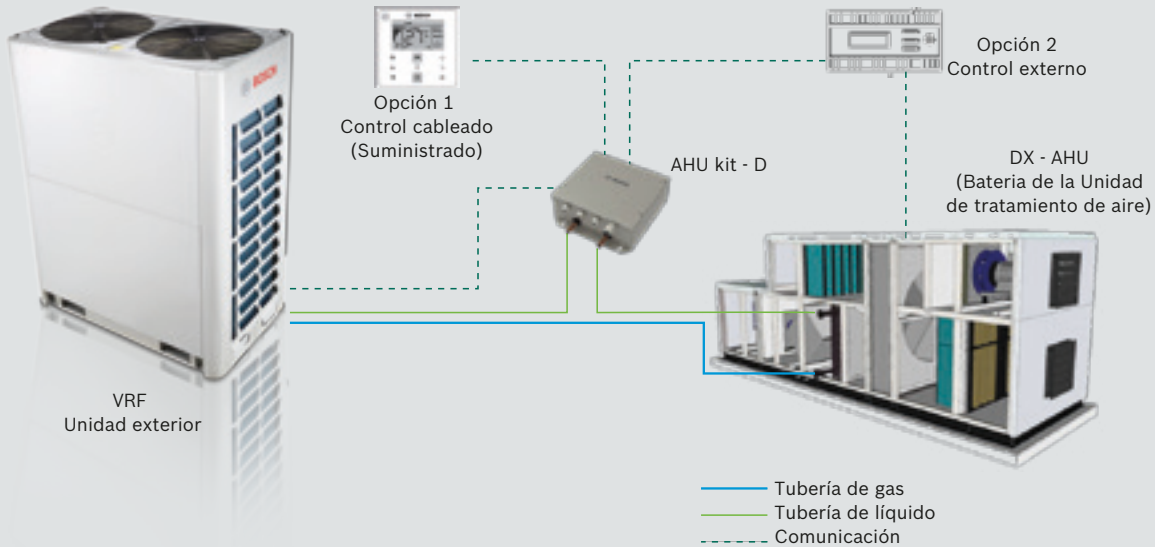 BOSCH
Opción 1
Control cableado
(Suministrado)
Opción 2
Control externo
AHU kit - D
DX - AHU
(Bateria de la Unidad
de tratamiento de aire)
VRF
Unidad exterior
Tubería de gas
Tubería de líquido
Comunicación